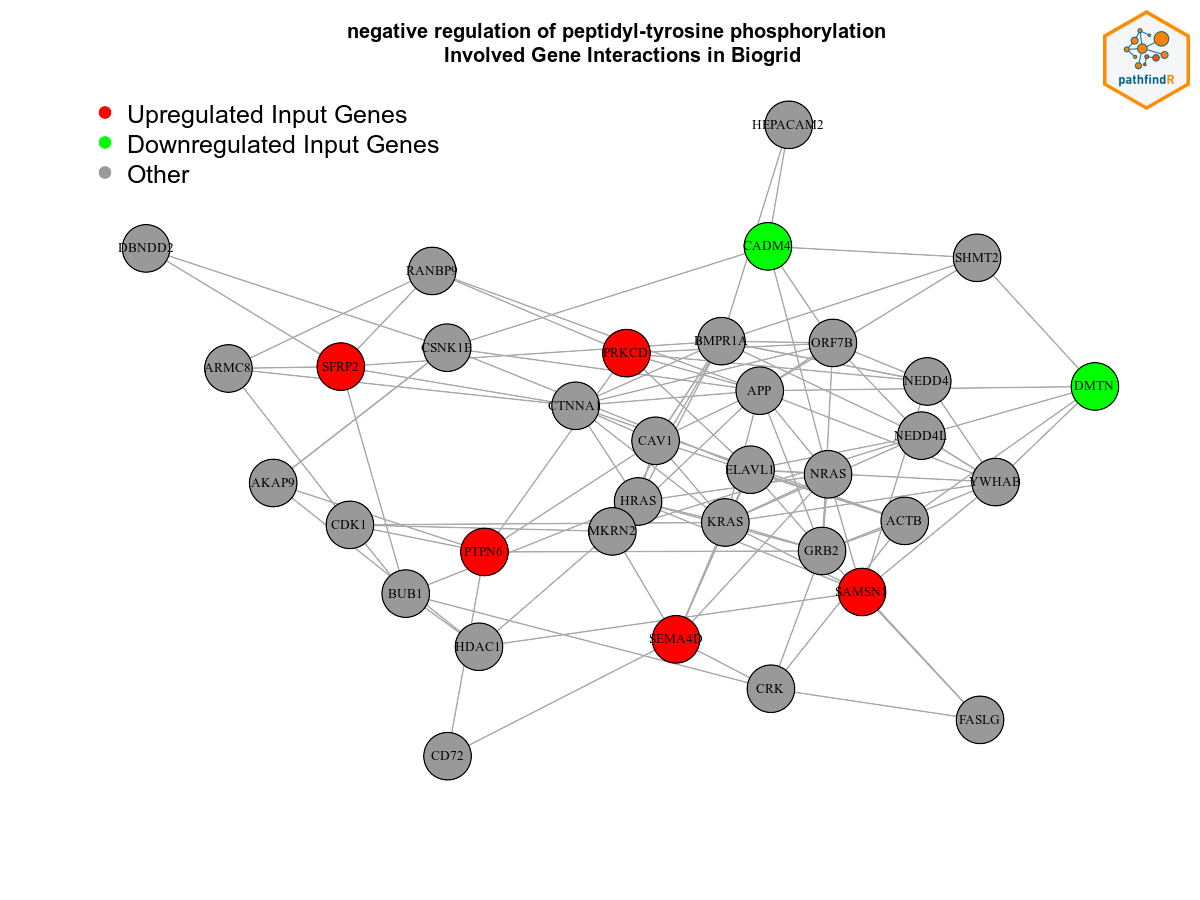 negative regulation of peptidyl-tyrosine phosphorylation
Involved Gene Interactions in Biogrid
pathfindR
Upregulated Input Genes
Downregulated Input Genes
Other
HEPACAM2
DBNDD2
CADM4
SHMT2
RANBP9
BMPR1A
ORF7B
CSNK1E
PRKCD
ARMC8
SFRP2
NEDD4
DMTN
APP
CTNNA1
NEDD4L
CAV1
ELAVL1
NRAS
YWHAB
AKAP9
HRAS
CDK1
MKRN2
KRAS
ACTB
PTPN6
GRB2
BUB1
SAMSN1
SEMA4D
HDAC1
CRK
FASLG
CD72